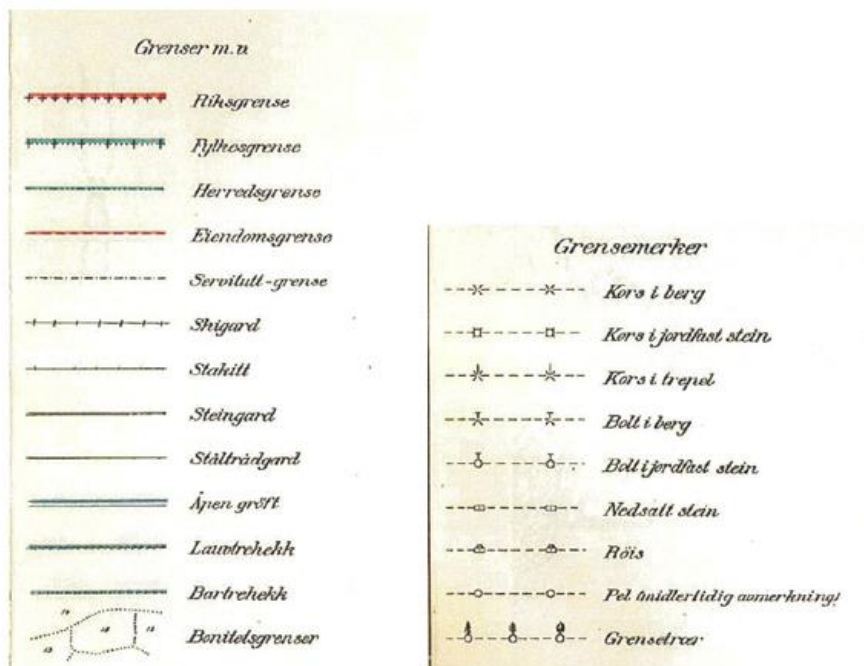 Grenser m.v
Riksgrense
Fylkesgrense
Herredsgrense
Eiendomsgrense
Servitutt-grense
Skigard
Stakitt
Steingard
Ståltrådgard
Åpen gröft
Lauvtrehekk
Bartrehekk
Bonitetsgrenser
Grensemerker
Kors i berg
Kors i jordfast stein
Kors i trepel
Bolt i berg
Bolt i jordfast stein
Nedsatt stein
Röis
Pel (midlertidig avmerkning)
Grensetrær